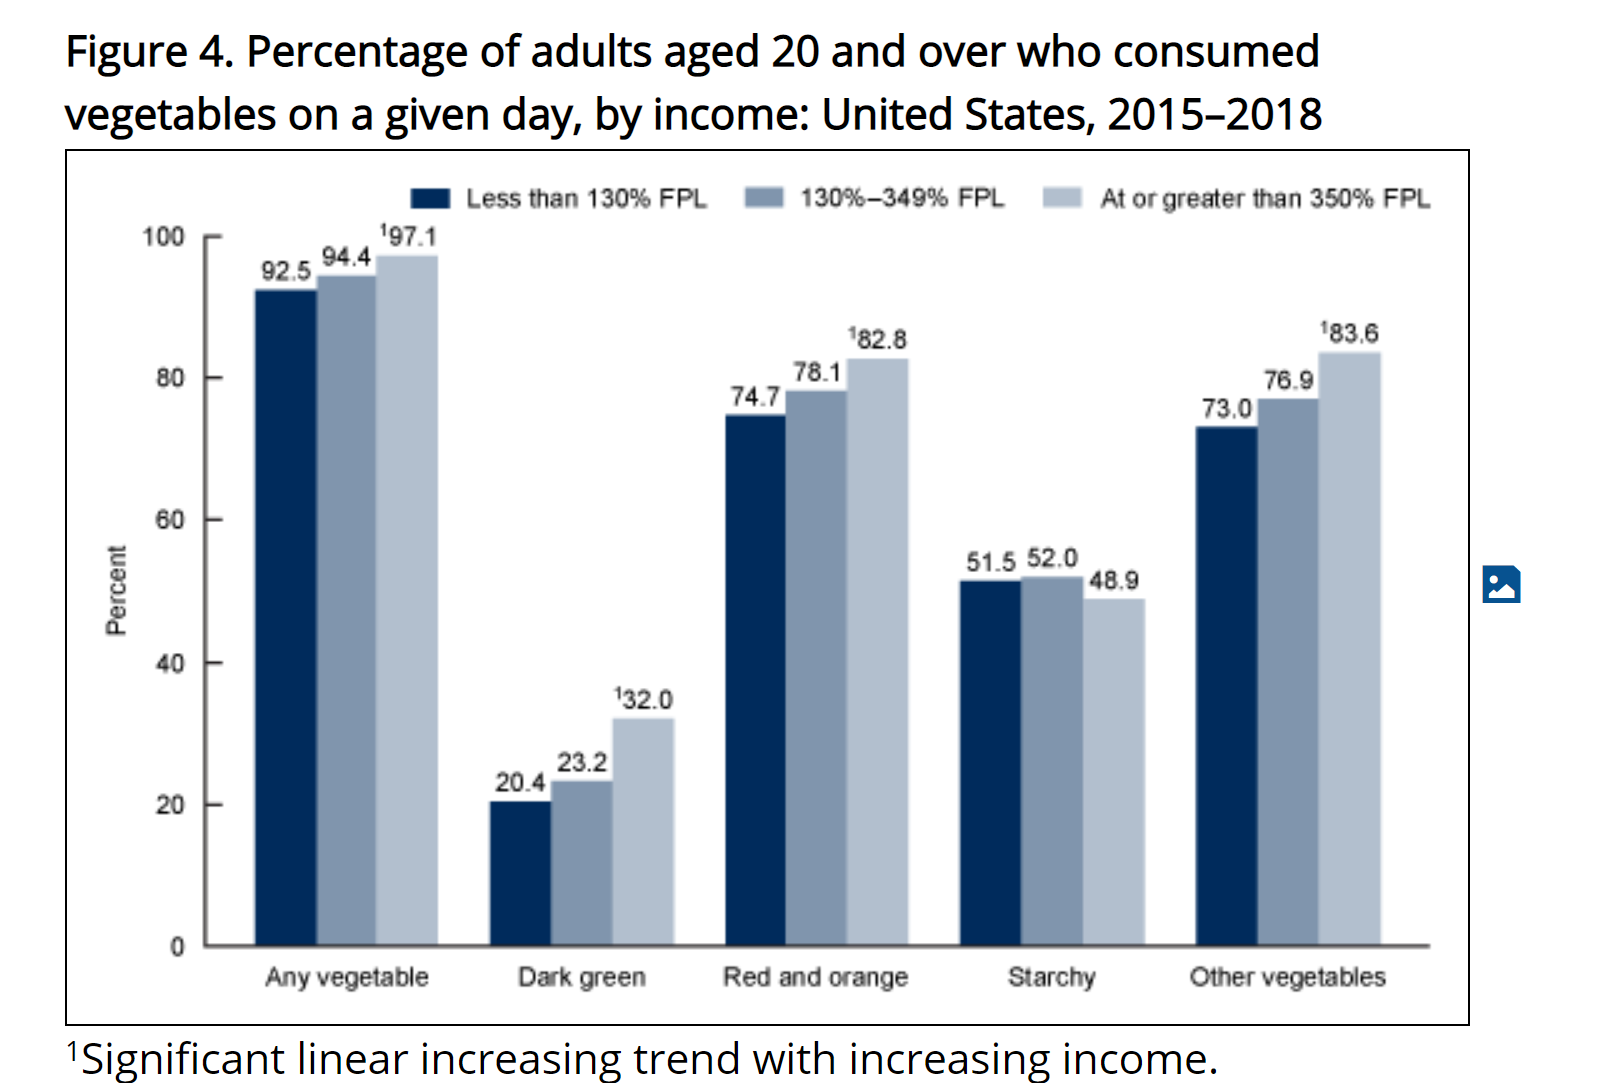 Figure 4. Percentage of adults aged 20 and over who consumed
vegetables on a given day, by income: United States, 2015–2018
Less than 130% FPL 130%–349% FPL At or greater than 350% FPL
Percent
100
80
60
40
20
0
92.5 94.4 ¹97.1
20.4 23.2 ¹32.0
74.7 78.1 ¹82.8
51.5 52.0 48.9
73.0 76.9 ¹83.6
Any vegetable Dark green Red and orange Starchy Other vegetables
¹Significant linear increasing trend with increasing income.